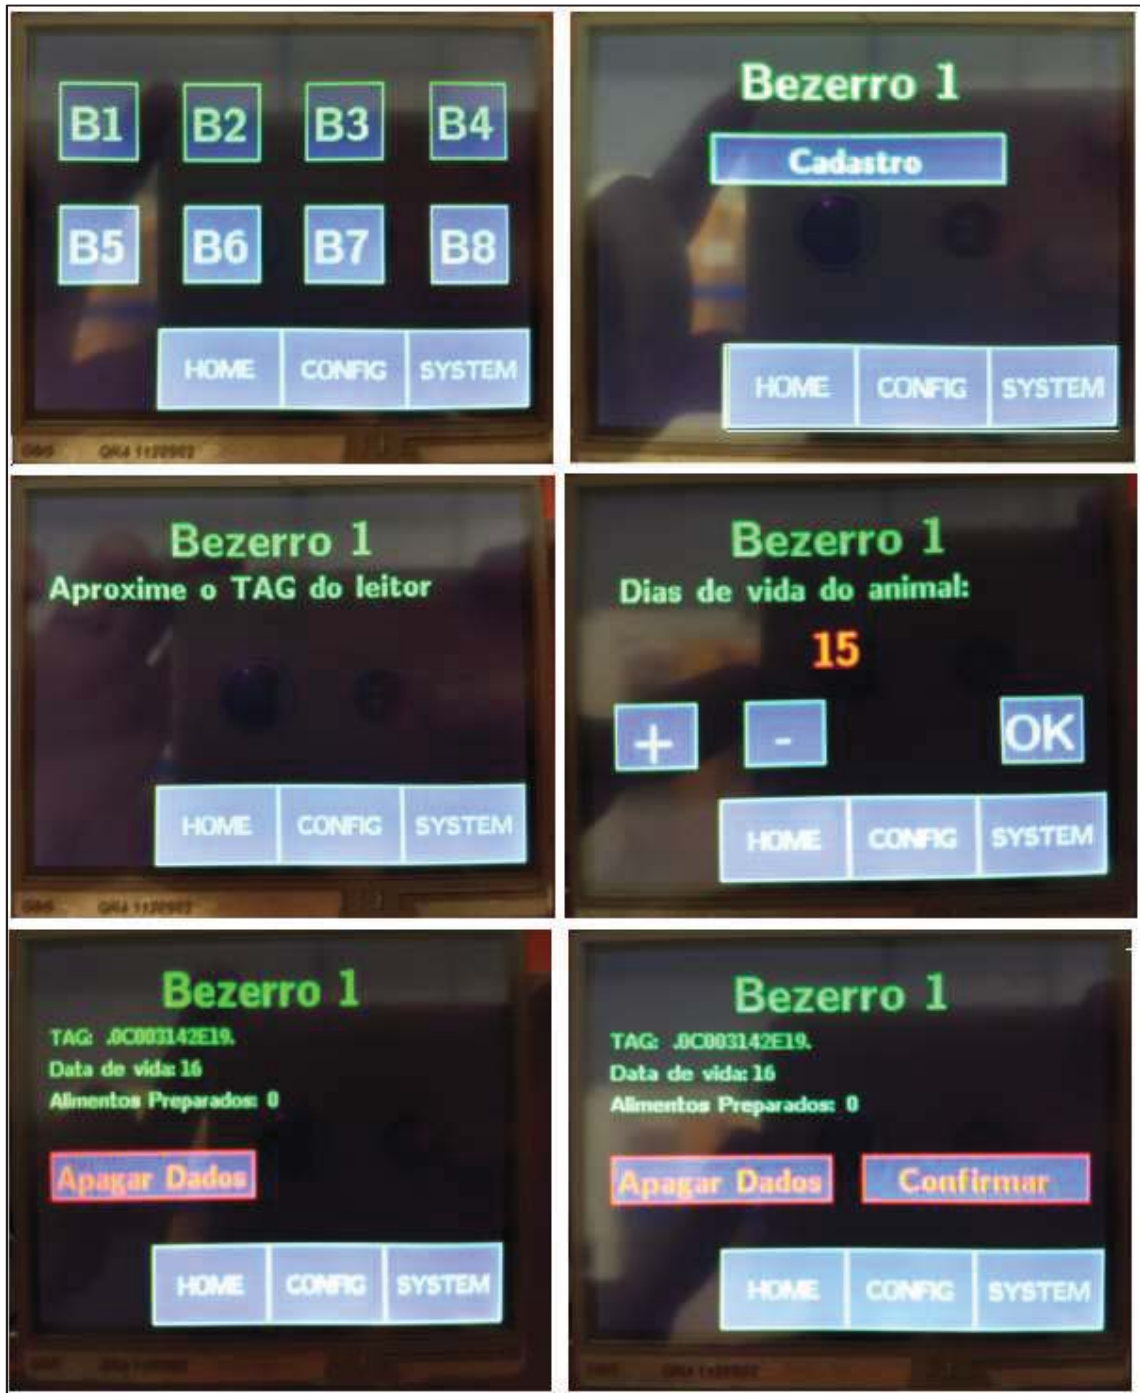 B1 B2 B3 B4
B5 B6 B7 B8
HOME CONFIG SYSTEM
Bezerro 1
Cadastro
HOME CONFIG SYSTEM
Bezerro 1
Aproxime o TAG do leitor
HOME CONFIG SYSTEM
Bezerro 1
Dias de vida do animal:
15
+ - OK
HOME CONFIG SYSTEM
Bezerro 1
TAG: .0C003142E19.
Data de vida: 16
Alimentos Preparados: 0
Apagar Dados
HOME CONFIG SYSTEM
Bezerro 1
TAG: .0C003142E19.
Data de vida: 16
Alimentos Preparados: 0
Apagar Dados Confirmar
HOME CONFIG SYSTEM